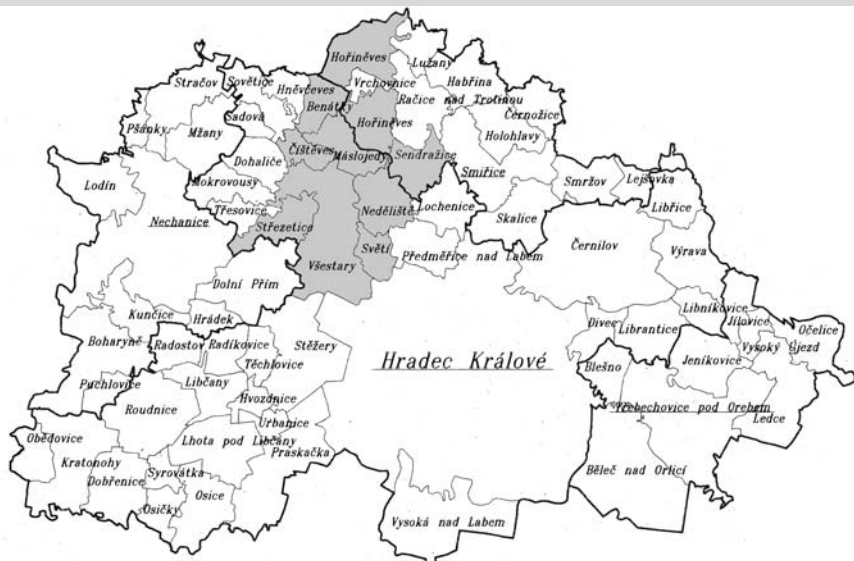 Hořiněves
Lužany
Stračov
Sovětice
Hněvčeves
Vrchovnice
Habřina
Benátky
Račice nad Trotinou
Sadová
Černožice
Pšánky
Mžany
Hořiněves
Holohlavy
Čištěves
Dohaličе
Máslojedy
Sendražice
Smiřice
Lodín
Mokrovousy
Smržov
Lejšovka
Třesovice
Neděliště
Lochenice
Libřice
Nechanice
Střezetice
Skalice
Světí
Předměřice nad Labem
Černilov
Výrava
Všestary
Dolní Přím
Kunčice
Hrádek
Libníkovice
Jílovice
Divec
Librantice
Očelice
Boharyně
Radostov
Radíkovice
Stěžery
Vysoký Újezd
Těchlovice
Hradec Králové
Blešno
Jeníkovice
Puchlovice
Libčany
Hvozdnice
Roudnice
Třebechovice pod Orebem
Urbanice
Ledce
Obědovice
Lhota pod Libčany
Praskačka
Kratonohy
Syrovátka
Dobřenice
Běleč nad Orlicí
Osice
Osičky
Vysoká nad Labem